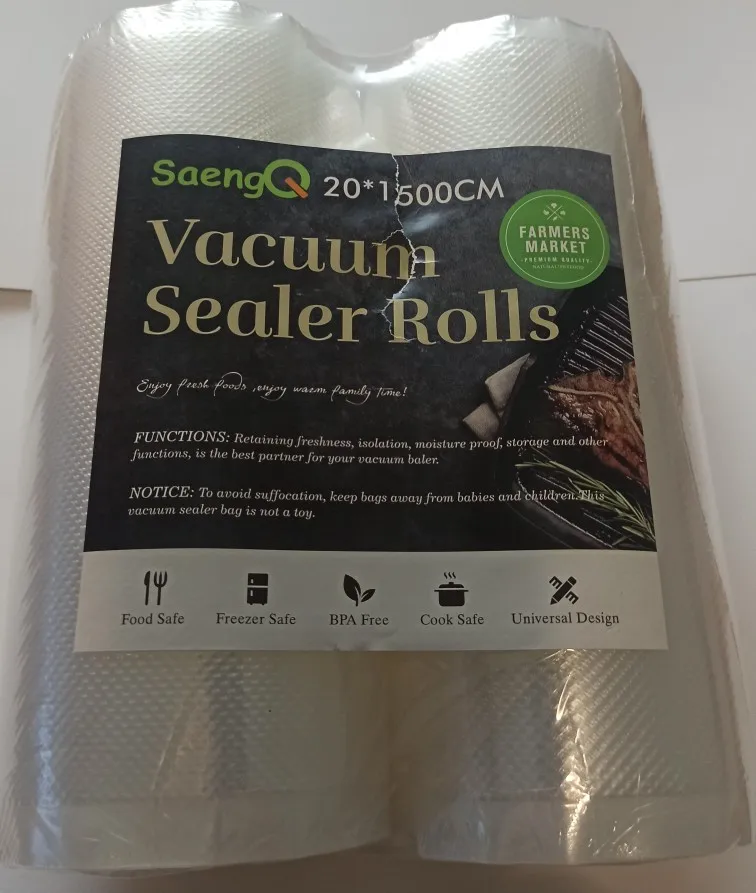 SaengQ 20*1500CM
FARMERS
MARKET
PREMIUM QUALITY
Vacuum
Sealer Rolls
Enjoy fresh foods ,enjoy warm family time!
FUNCTIONS: Retaining freshness, isolation, moisture proof, storage and other
functions, is the best partner for your vacuum baler.
NOTICE: To avoid suffocation, keep bags away from babies and children.This
vacuum sealer bag is not a toy.
Food Safe
Freezer Safe
BPA Free
Cook Safe
Universal Design